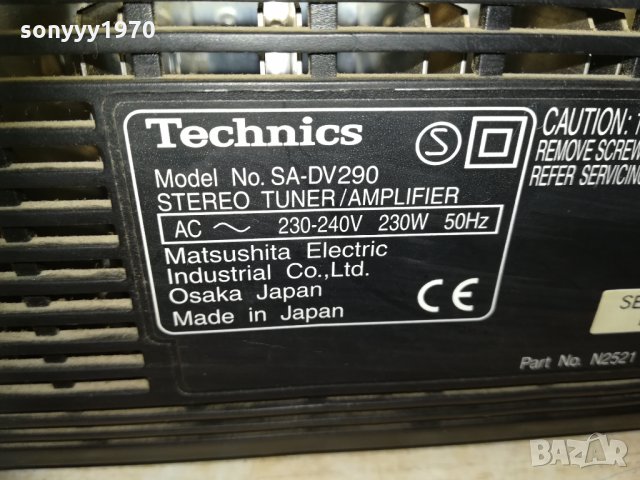 sonyyy1970
Technics
S
Model No. SA-DV290
STEREO TUNER/AMPLIFIER
AC 230-240V 230W 50Hz
Matsushita Electric
Industrial Co.,Ltd.
Osaka Japan
Made in Japan
CE
CAUTION:
REMOVE SCREW
REFER SERVICING
Part No. N2521
BAZAR